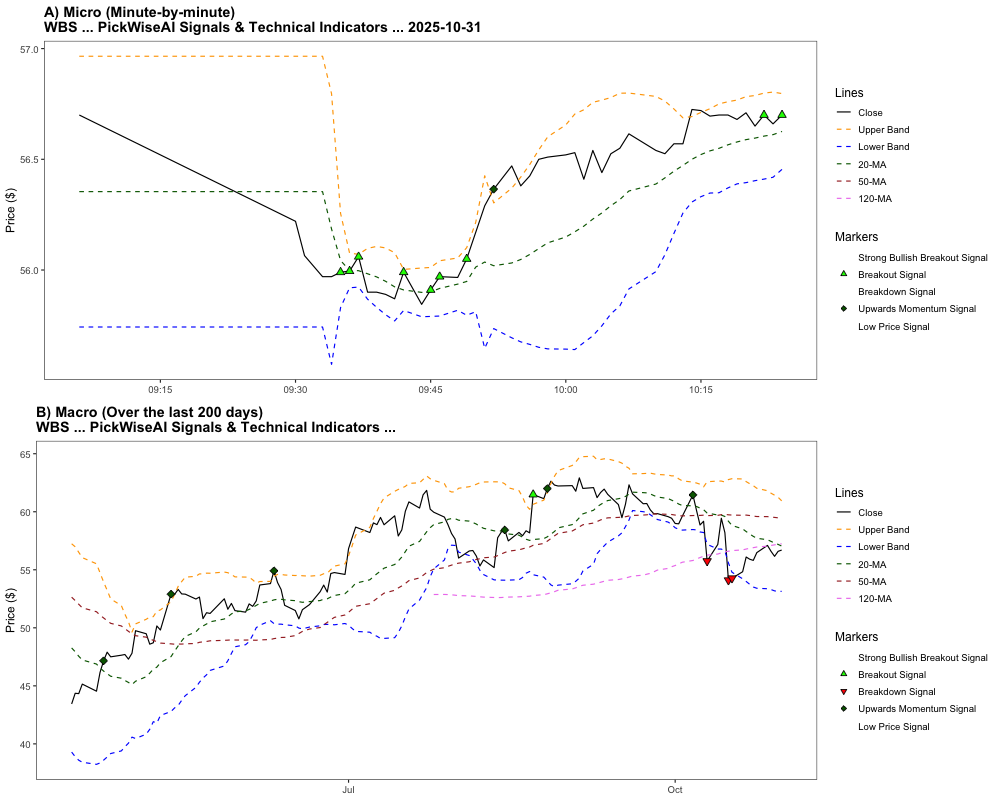 A) Micro (Minute-by-minute)
WBS ... PickWiseAI Signals & Technical Indicators ... 2025-10-31
Price ($)
57.0
56.5
56.0
09:15
09:30
09:45
10:00
10:15
Lines
Close
Upper Band
Lower Band
20-MA
50-MA
120-MA
Markers
Strong Bullish Breakout Signal
Breakout Signal
Breakdown Signal
Upwards Momentum Signal
Low Price Signal
B) Macro (Over the last 200 days)
WBS ... PickWiseAI Signals & Technical Indicators ...
Price ($)
65
60
55
50
45
40
Jul
Oct
Lines
Close
Upper Band
Lower Band
20-MA
50-MA
120-MA
Markers
Strong Bullish Breakout Signal
Breakout Signal
Breakdown Signal
Upwards Momentum Signal
Low Price Signal